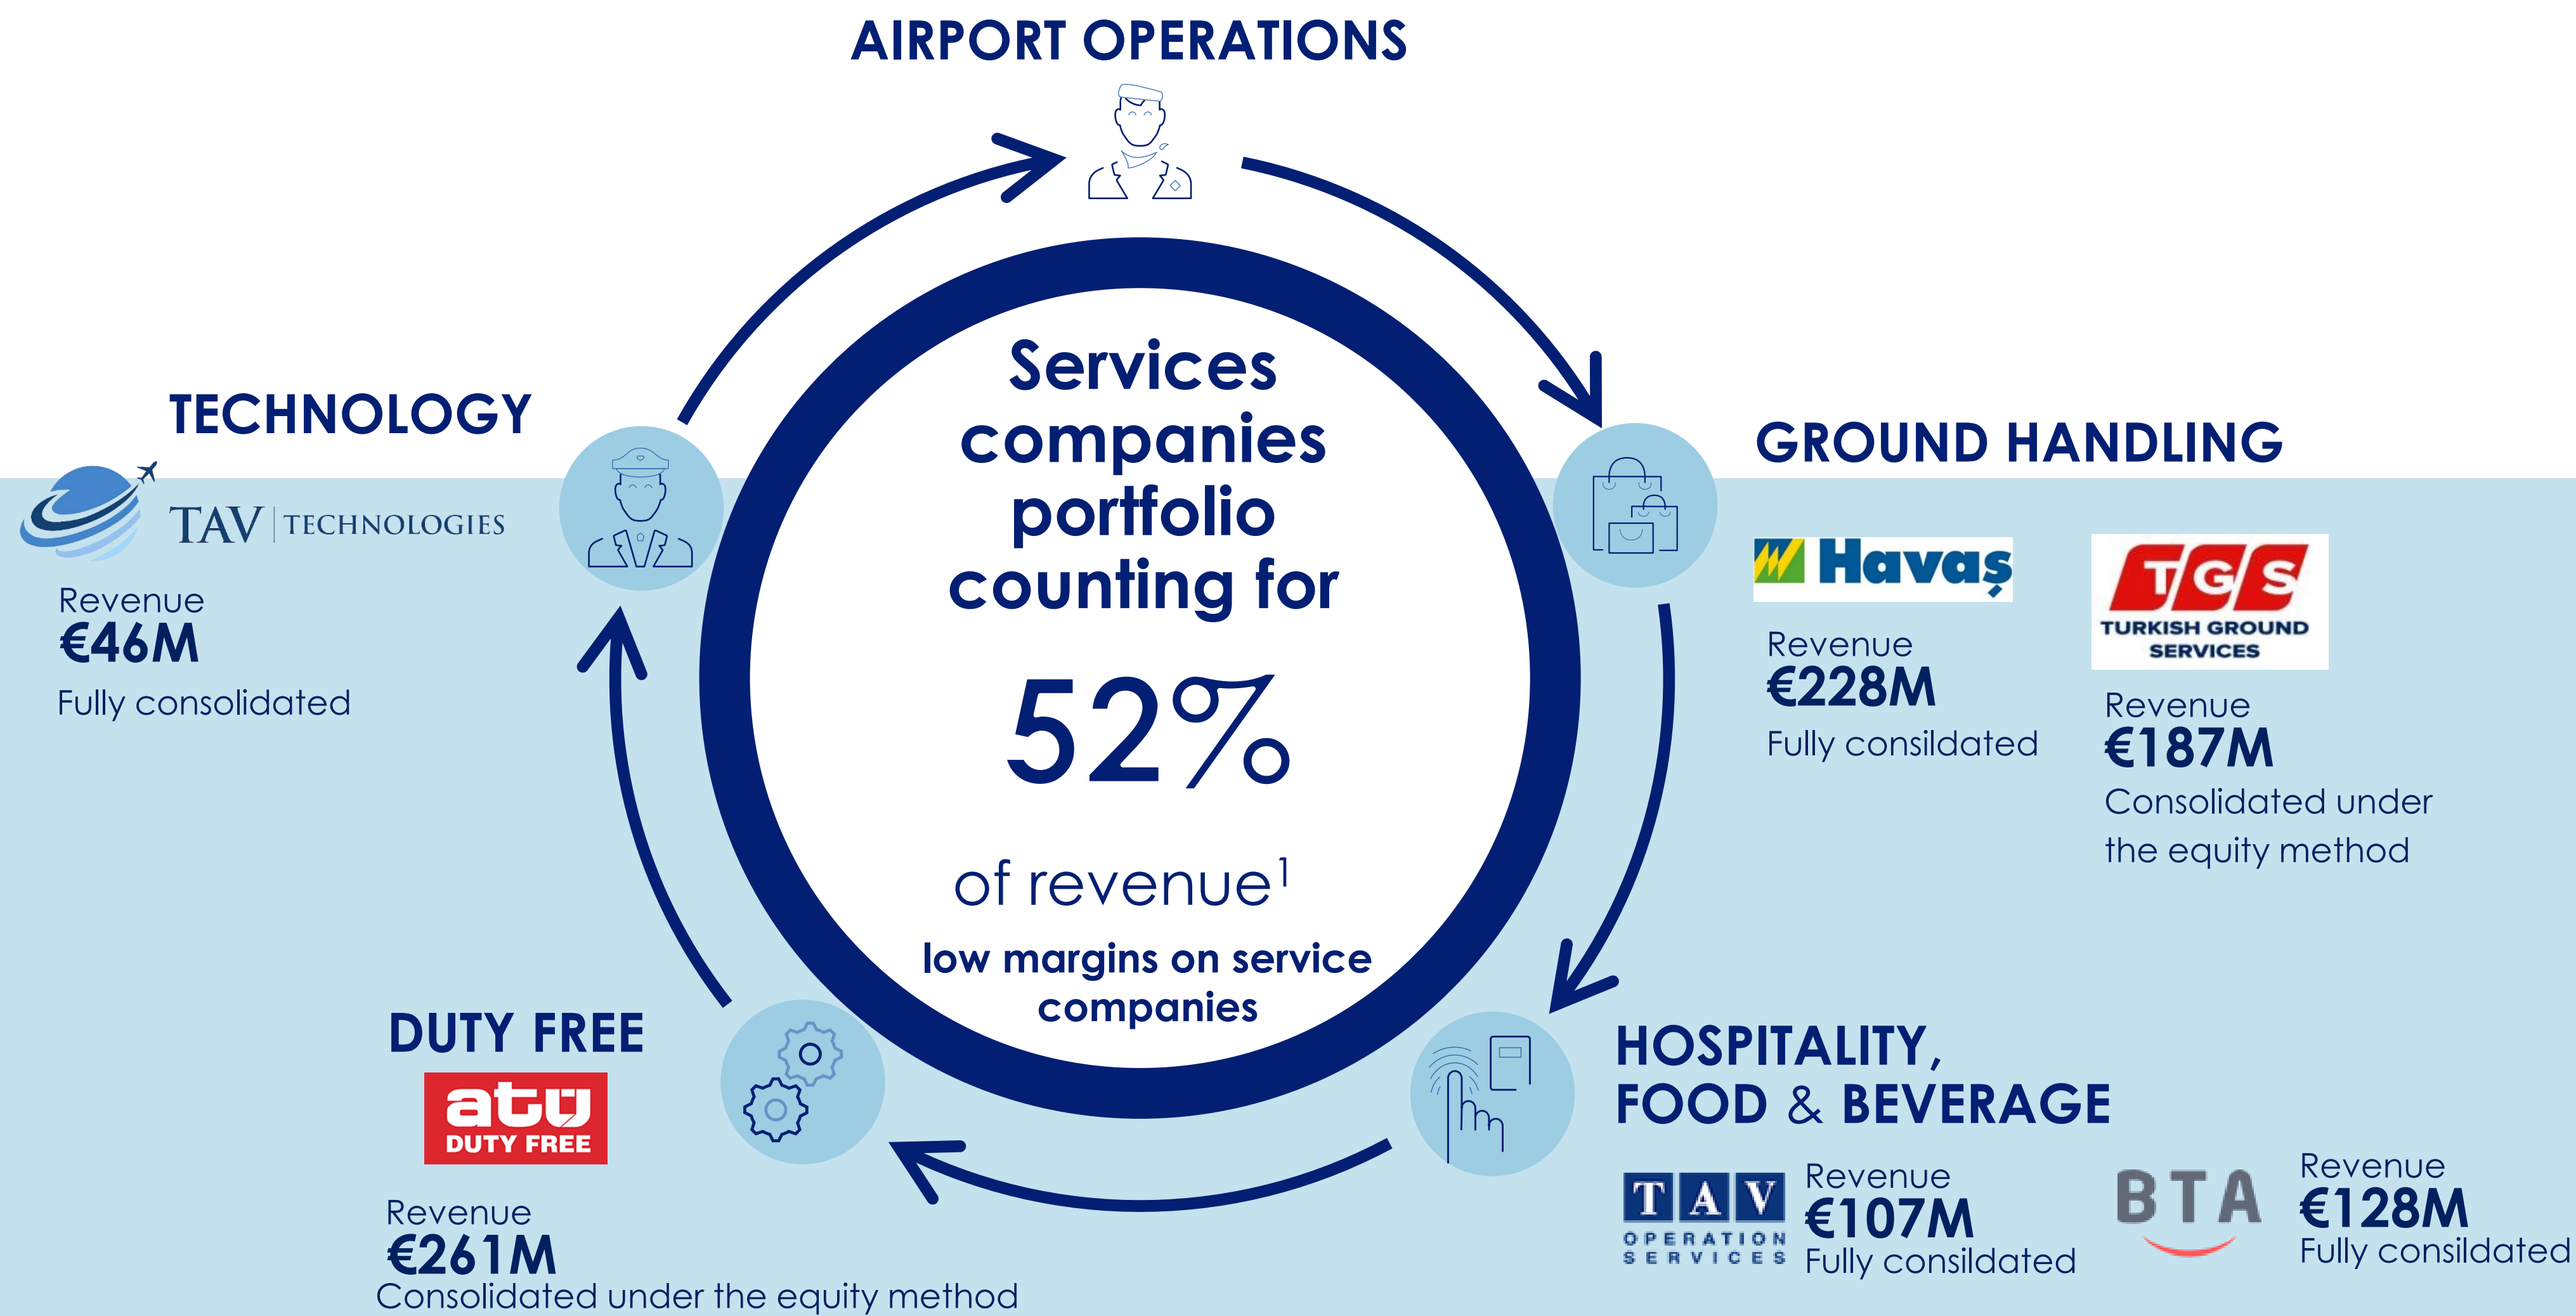 AIRPORT OPERATIONS
Services
companies
portfolio
counting for
52%
of revenue¹
low margins on service
companies
TECHNOLOGY
TAV | TECHNOLOGIES
Revenue
€46M
Fully consolidated
GROUND HANDLING
Havaş
Revenue
€228M
Fully consildated
TGS
TURKISH GROUND
SERVICES
Revenue
€187M
Consolidated under
the equity method
DUTY FREE
atü
DUTY FREE
Revenue
€261M
Consolidated under the equity method
HOSPITALITY,
FOOD & BEVERAGE
TAV
OPERATION
SERVICES
Revenue
€107M
Fully consildated
BTA
Revenue
€128M
Fully consildated